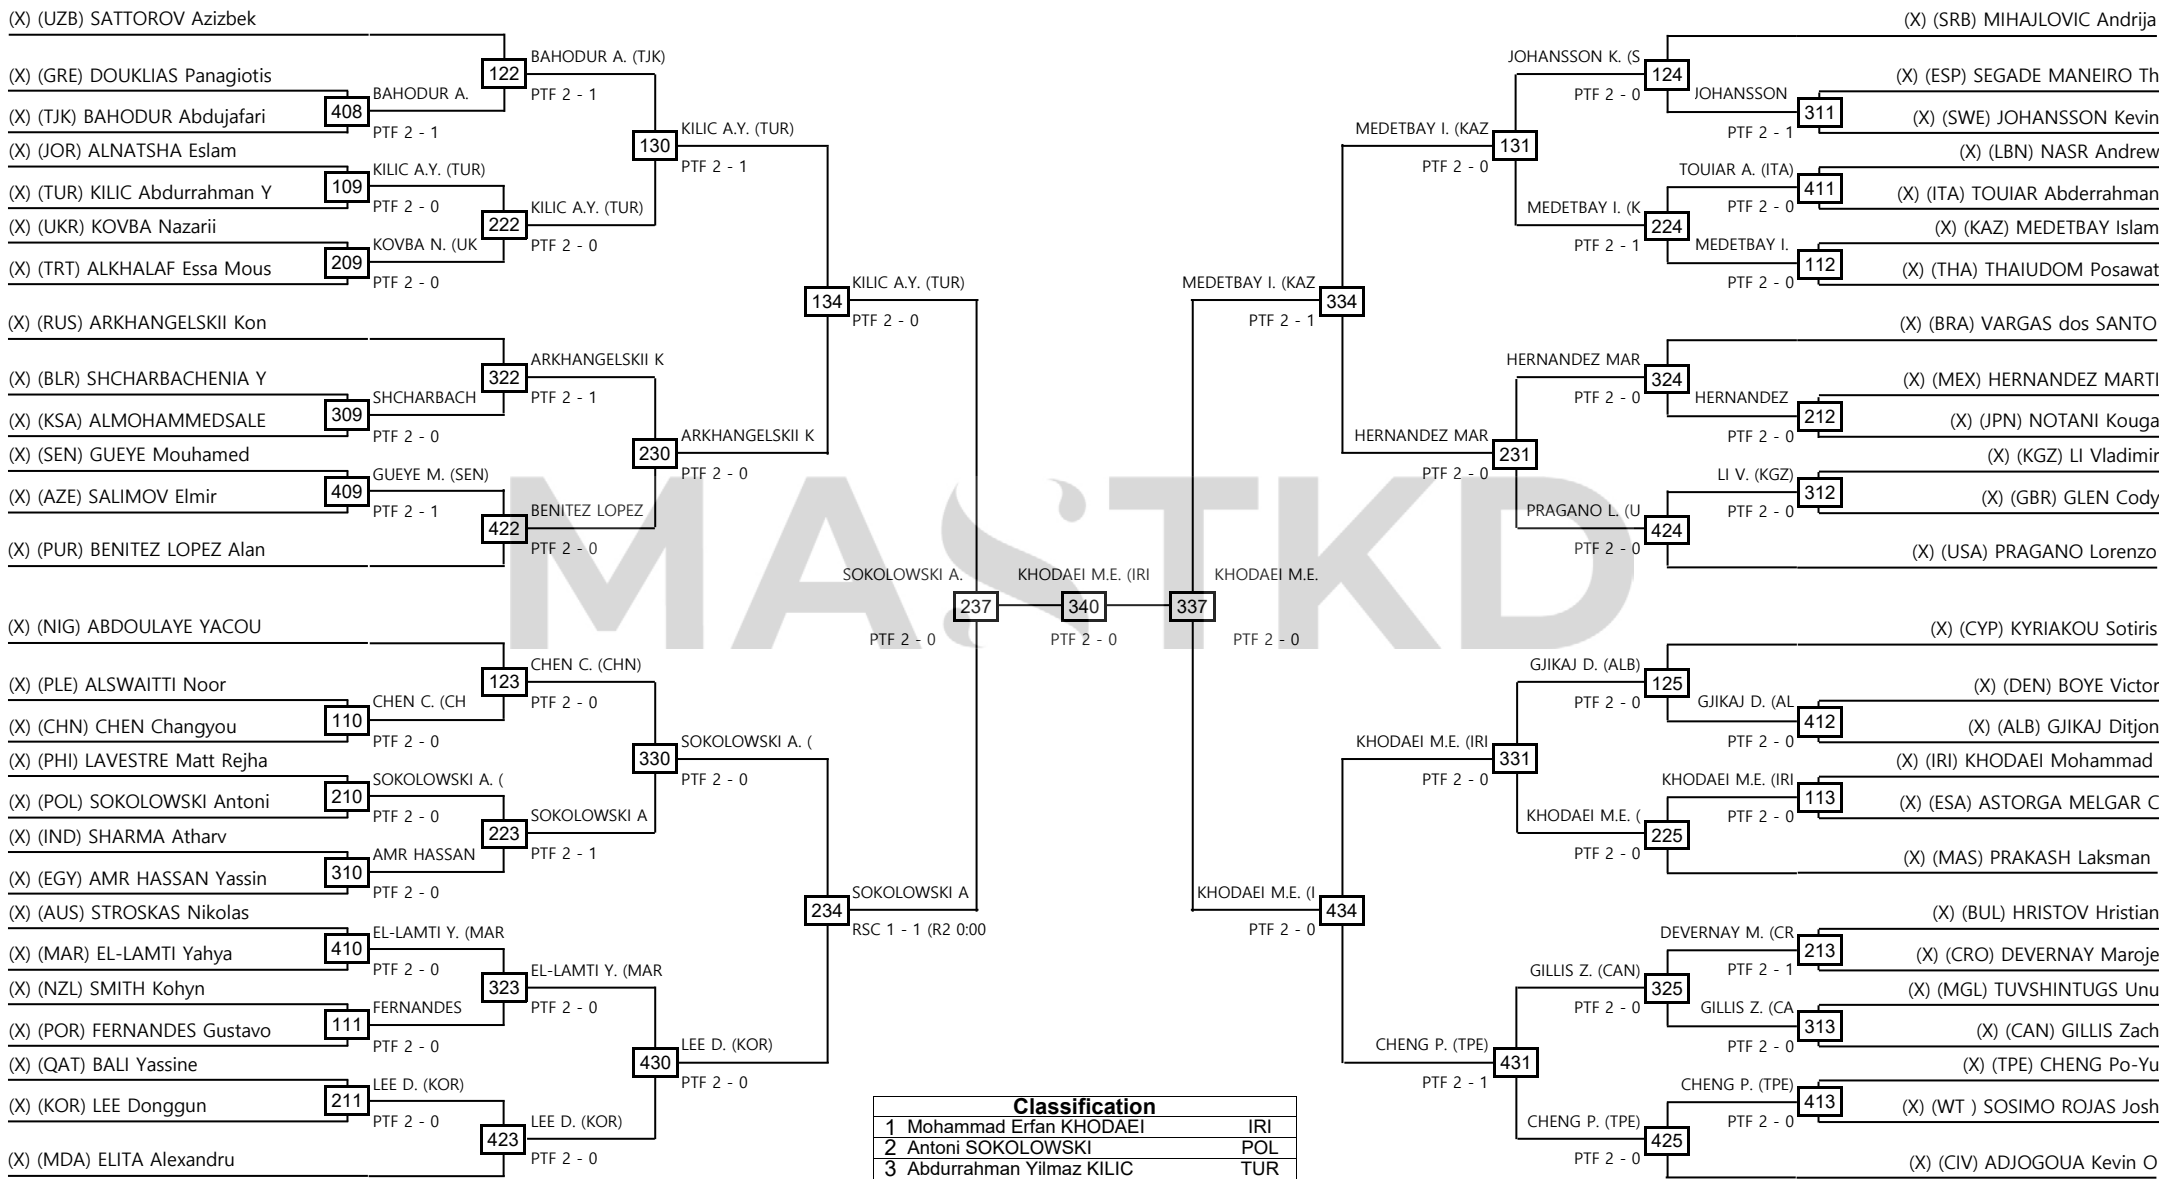 (X) (UZB) SATTOROV Azizbek
(X) (GRE) DOUKLIAS Panagiotis
(X) (TJK) BAHODUR Abdujafari
(X) (JOR) ALNATSHA Eslam
(X) (TUR) KILIC Abdurrahman Y
(X) (UKR) KOVBA Nazarii
(X) (TRT) ALKHALAF Essa Mous
(X) (RUS) ARKHANGELSKII Kon
(X) (BLR) SHCHARBACHENIA Y
(X) (KSA) ALMOHAMMEDSALE
(X) (SEN) GUEYE Mouhamed
(X) (AZE) SALIMOV Elmir
(X) (PUR) BENITEZ LOPEZ Alan
(X) (NIG) ABDOULAYE YACOU
(X) (PLE) ALSWAITTI Noor
(X) (CHN) CHEN Changyou
(X) (PHI) LAVESTRE Matt Rejha
(X) (POL) SOKOLOWSKI Antoni
(X) (IND) SHARMA Atharv
(X) (EGY) AMR HASSAN Yassin
(X) (AUS) STROSKAS Nikolas
(X) (MAR) EL-LAMTI Yahya
(X) (NZL) SMITH Kohyn
(X) (POR) FERNANDES Gustavo
(X) (QAT) BALI Yassine
(X) (KOR) LEE Donggun
(X) (MDA) ELITA Alexandru
408
BAHODUR A.
PTF 2 - 1
109
KILIC A.Y. (TUR)
PTF 2 - 0
209
KOVBA N. (UK
PTF 2 - 0
309
SHCHARBACH
PTF 2 - 0
409
GUEYE M. (SEN)
PTF 2 - 1
110
CHEN C. (CH
PTF 2 - 0
210
SOKOLOWSKI A. (
PTF 2 - 0
310
AMR HASSAN
PTF 2 - 0
410
EL-LAMTI Y. (MAR
PTF 2 - 0
111
FERNANDES
PTF 2 - 0
211
LEE D. (KOR)
PTF 2 - 0
122
BAHODUR A. (TJK)
PTF 2 - 1
222
KILIC A.Y. (TUR)
PTF 2 - 0
322
ARKHANGELSKII K
PTF 2 - 1
422
BENITEZ LOPEZ
PTF 2 - 0
123
CHEN C. (CHN)
PTF 2 - 0
223
SOKOLOWSKI A
PTF 2 - 1
323
EL-LAMTI Y. (MAR
PTF 2 - 0
423
LEE D. (KOR)
PTF 2 - 0
130
KILIC A.Y. (TUR)
PTF 2 - 1
230
ARKHANGELSKII K
PTF 2 - 0
330
SOKOLOWSKI A. (
PTF 2 - 0
430
LEE D. (KOR)
PTF 2 - 0
134
KILIC A.Y. (TUR)
PTF 2 - 0
234
SOKOLOWSKI A
RSC 1 - 1 (R2 0:00
MASTKD
SOKOLOWSKI A.
237
PTF 2 - 0
KHODAEI M.E. (IRI
340
PTF 2 - 0
KHODAEI M.E.
337
PTF 2 - 0
MEDETBAY I. (KAZ
334
PTF 2 - 1
KHODAEI M.E. (I
434
PTF 2 - 0
MEDETBAY I. (KAZ
131
PTF 2 - 0
HERNANDEZ MAR
231
PTF 2 - 0
KHODAEI M.E. (IRI
331
PTF 2 - 0
CHENG P. (TPE)
431
PTF 2 - 1
JOHANSSON K. (S
124
PTF 2 - 0
MEDETBAY I. (K
224
PTF 2 - 1
HERNANDEZ MAR
324
PTF 2 - 0
PRAGANO L. (U
424
PTF 2 - 0
GJIKAJ D. (ALB)
125
PTF 2 - 0
KHODAEI M.E. (
225
PTF 2 - 0
GILLIS Z. (CAN)
325
PTF 2 - 0
CHENG P. (TPE)
425
PTF 2 - 0
JOHANSSON
311
PTF 2 - 1
TOUIAR A. (ITA)
411
PTF 2 - 0
MEDETBAY I.
112
PTF 2 - 0
HERNANDEZ
212
PTF 2 - 0
LI V. (KGZ)
312
PTF 2 - 0
GJIKAJ D. (AL
412
PTF 2 - 0
KHODAEI M.E. (IRI
113
PTF 2 - 0
DEVERNAY M. (CR
213
PTF 2 - 1
GILLIS Z. (CA
313
PTF 2 - 0
CHENG P. (TPE)
413
PTF 2 - 0
(X) (SRB) MIHAJLOVIC Andrija
(X) (ESP) SEGADE MANEIRO Th
(X) (SWE) JOHANSSON Kevin
(X) (LBN) NASR Andrew
(X) (ITA) TOUIAR Abderrahman
(X) (KAZ) MEDETBAY Islam
(X) (THA) THAIUDOM Posawat
(X) (BRA) VARGAS dos SANTO
(X) (MEX) HERNANDEZ MARTI
(X) (JPN) NOTANI Kouga
(X) (KGZ) LI Vladimir
(X) (GBR) GLEN Cody
(X) (USA) PRAGANO Lorenzo
(X) (CYP) KYRIAKOU Sotiris
(X) (DEN) BOYE Victor
(X) (ALB) GJIKAJ Ditjon
(X) (IRI) KHODAEI Mohammad
(X) (ESA) ASTORGA MELGAR C
(X) (MAS) PRAKASH Laksman
(X) (BUL) HRISTOV Hristian
(X) (CRO) DEVERNAY Maroje
(X) (MGL) TUVSHINTUGS Unu
(X) (CAN) GILLIS Zach
(X) (TPE) CHENG Po-Yu
(X) (WT ) SOSIMO ROJAS Josh
(X) (CIV) ADJOGOUA Kevin O
Classification
1 Mohammad Erfan KHODAEI IRI
2 Antoni SOKOLOWSKI POL
3 Abdurrahman Yilmaz KILIC TUR